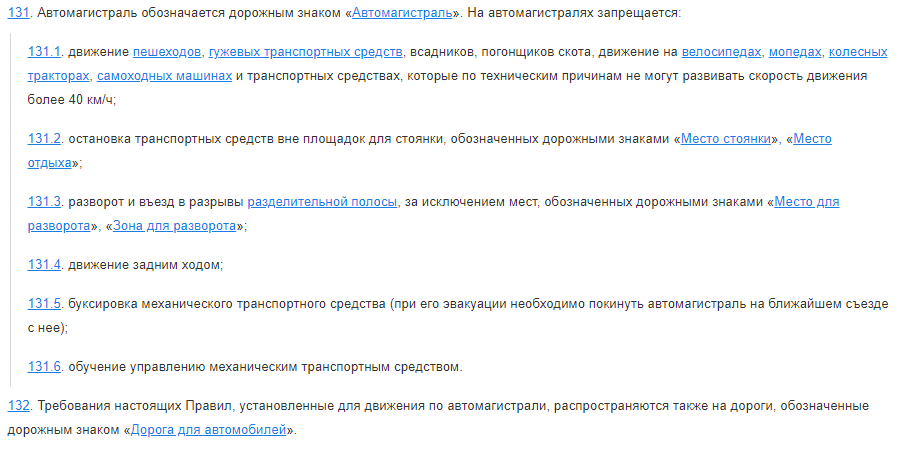 131. Автомагистраль обозначается дорожным знаком «Автомагистраль». На автомагистралях запрещается:
131.1. движение пешеходов, гужевых транспортных средств, всадников, погонщиков скота, движение на велосипедах, мопедах, колесных
тракторах, самоходных машинах и транспортных средствах, которые по техническим причинам не могут развивать скорость движения
более 40 км/ч;
131.2. остановка транспортных средств вне площадок для стоянки, обозначенных дорожными знаками «Место стоянки», «Место
отдыха»;
131.3. разворот и въезд в разрывы разделительной полосы, за исключением мест, обозначенных дорожными знаками «Место для
разворота», «Зона для разворота»;
131.4. движение задним ходом;
131.5. буксировка механического транспортного средства (при его эвакуации необходимо покинуть автомагистраль на ближайшем съезде
с нее);
131.6. обучение управлению механическим транспортным средством.
132. Требования настоящих Правил, установленные для движения по автомагистрали, распространяются также на дороги, обозначенные
дорожным знаком «Дорога для автомобилей».